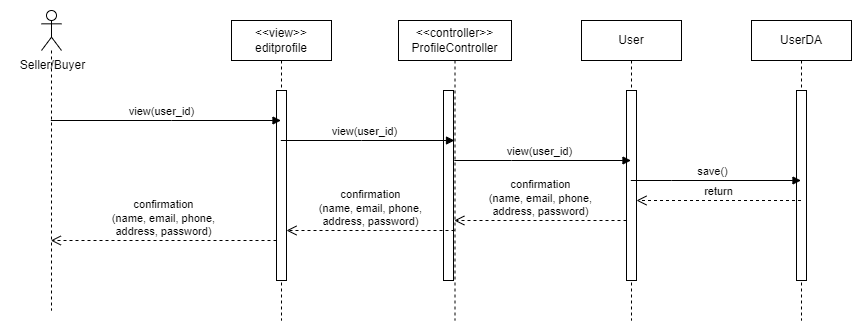 <<view>>
editprofile
<<controller>>
ProfileController
User
UserDA
Seller/Buyer
view(user_id)
view(user_id)
view(user_id)
save()
return
confirmation
(name, email, phone,
address, password)
confirmation
(name, email, phone,
address, password)
confirmation
(name, email, phone,
address, password)